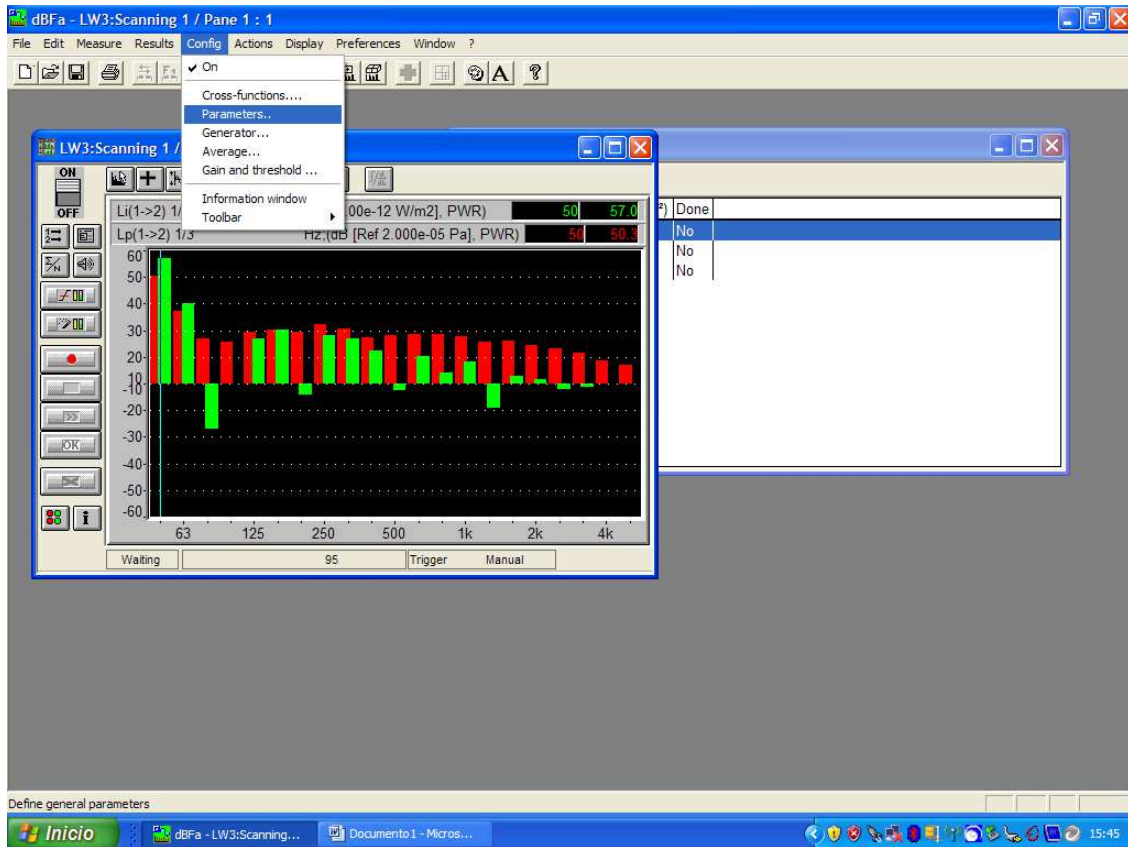 dBFa - LW3:Scanning 1 / Pane 1 : 1
File Edit Measure Results Config Actions Display Preferences Window ?
On
Cross-functions....
Parameters..
Generator...
Average...
Gain and threshold ...
Information window
Toolbar
LW3:Scanning 1 /
ON
OFF
Li(1->2) 1/ .00e-12 W/m2], PWR) 50 57.0
Lp(1->2) 1/3 Hz;(dB [Ref 2.000e-05 Pa], PWR) 50 50.3
²) Done
No
No
No
60
50
40
30
20
10
-10
-20
-30
-40
-50
-60
63 125 250 500 1k 2k 4k
OK
Waiting 95 Trigger Manual
Define general parameters
Inicio dBFa - LW3:Scanning... Documento1 - Micros... 15:45